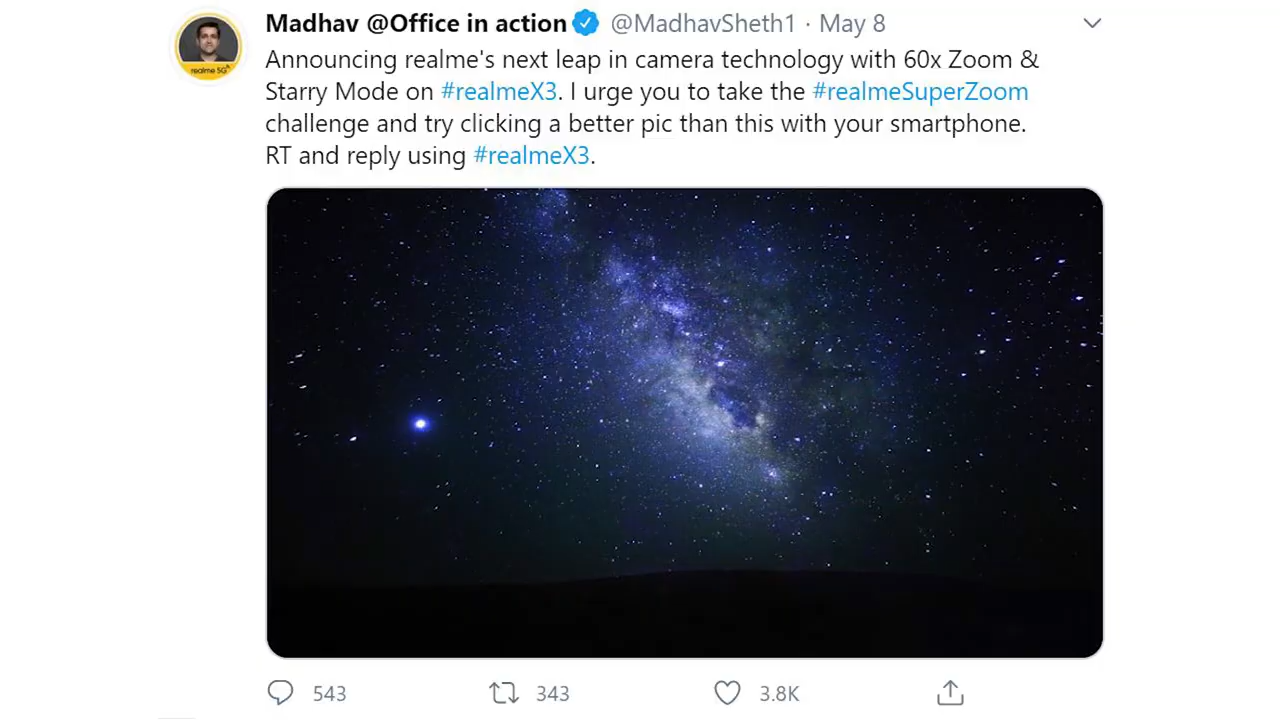 Madhav @Office in action @MadhavSheth1 · May 8
Announcing realme's next leap in camera technology with 60x Zoom &
Starry Mode on #realmeX3. I urge you to take the #realmeSuperZoom
challenge and try clicking a better pic than this with your smartphone.
RT and reply using #realmeX3.
realme 5G
543 343 3.8K